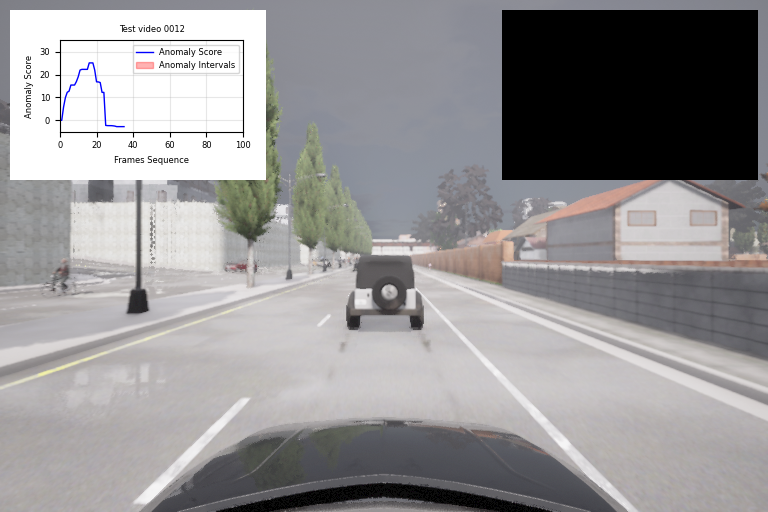 Test video 0012
Anomaly Score
Anomaly Intervals
30
20
10
0
Anomaly Score
0 20 40 60 80 100
Frames Sequence